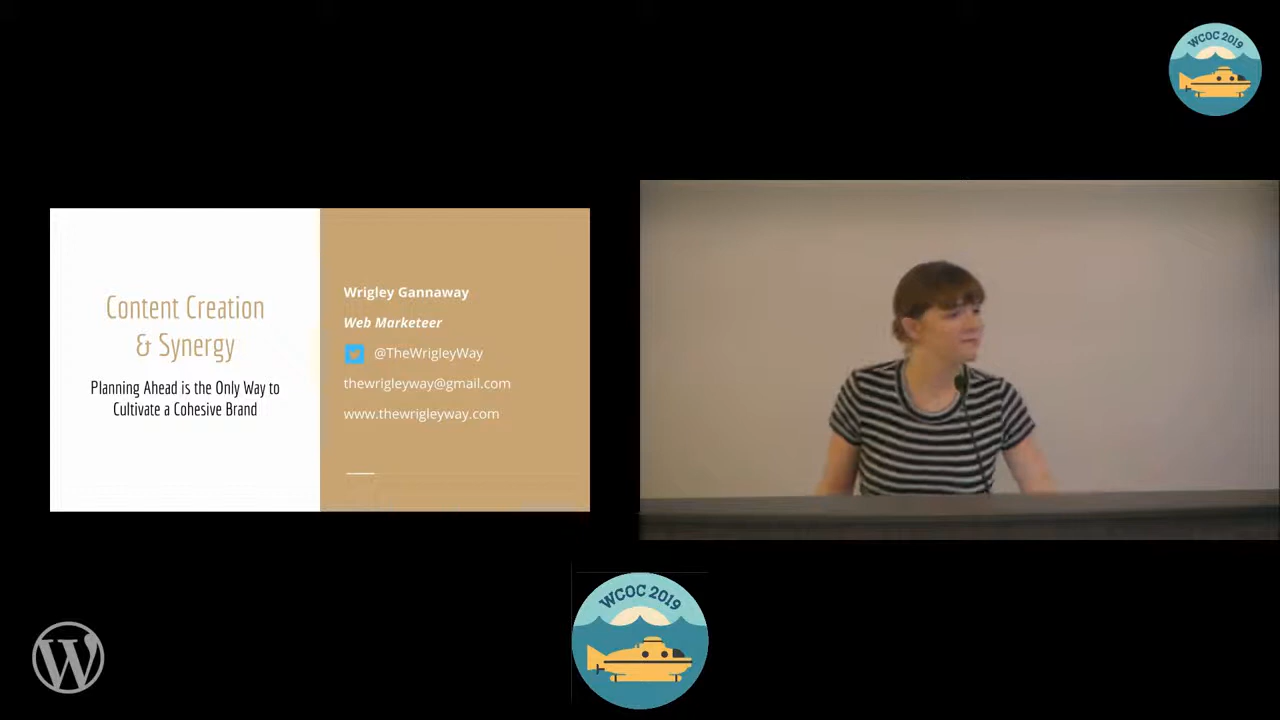 WCOC 2019
Content Creation
& Synergy
Planning Ahead is the Only Way to
Cultivate a Cohesive Brand
Wrigley Gannaway
Web Marketeer
@TheWrigleyWay
thewrigleyway@gmail.com
www.thewrigleyway.com
WCOC 2019
W